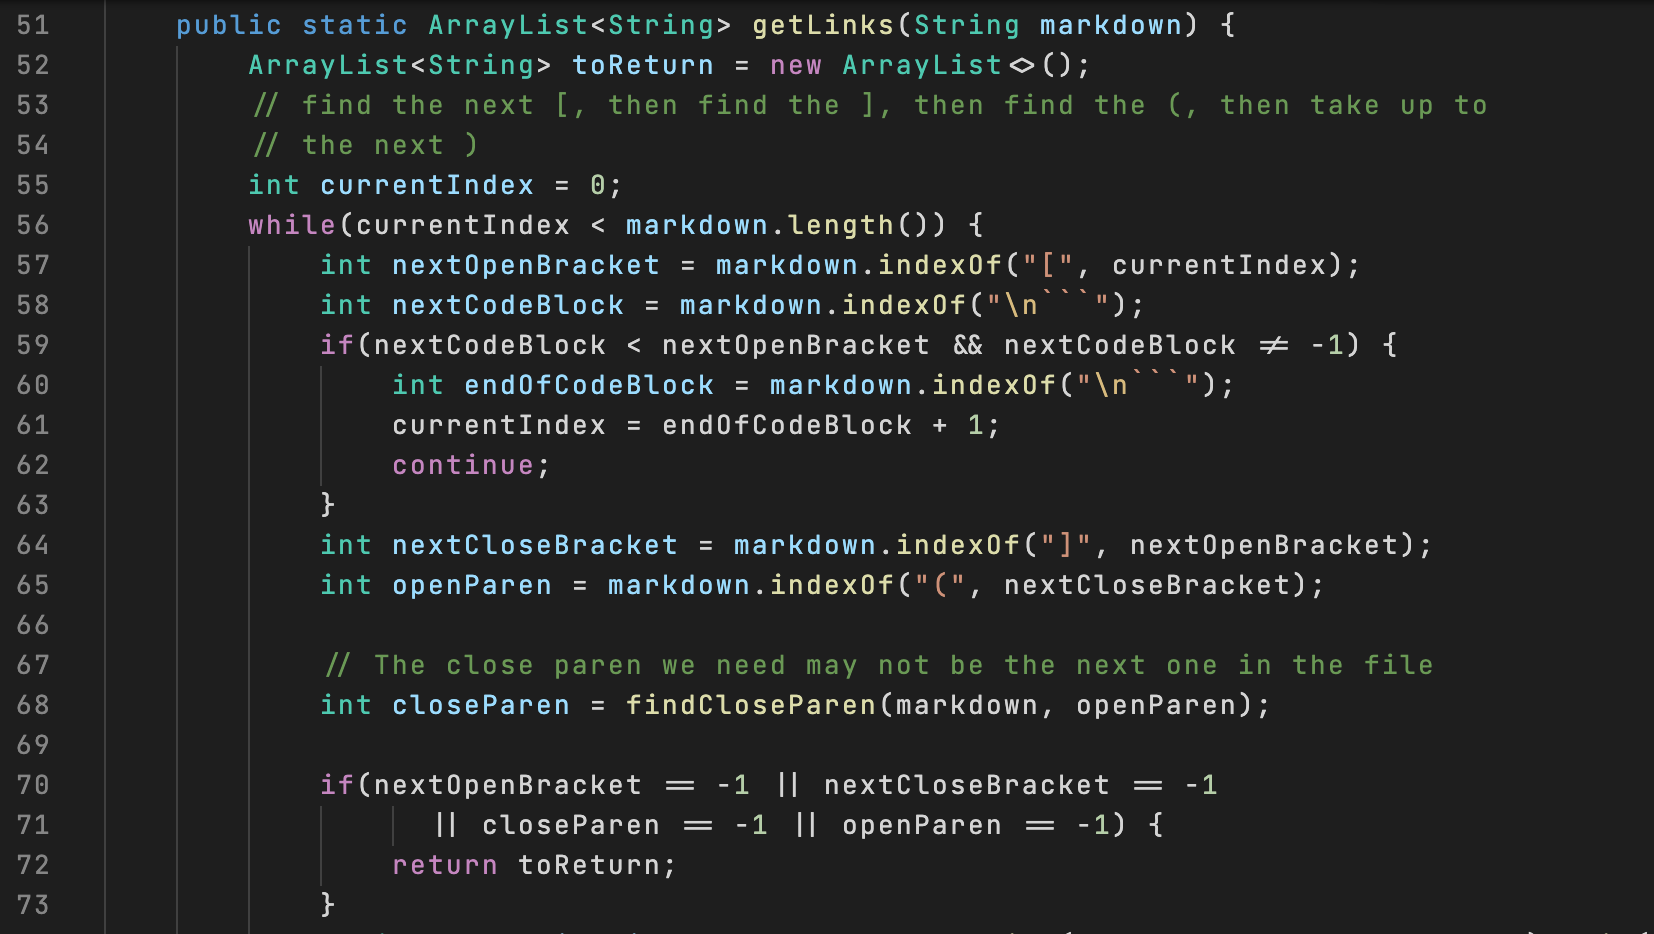 51 public static ArrayList<String> getLinks(String markdown) {
52 ArrayList<String> toReturn = new ArrayList<>();
53 // find the next [, then find the ], then find the (, then take up to
54 // the next )
55 int currentIndex = 0;
56 while(currentIndex < markdown.length()) {
57 int nextOpenBracket = markdown.indexOf("[", currentIndex);
58 int nextCodeBlock = markdown.indexOf("\n```");
59 if(nextCodeBlock < nextOpenBracket && nextCodeBlock != -1) {
60 int endOfCodeBlock = markdown.indexOf("\n```");
61 currentIndex = endOfCodeBlock + 1;
62 continue;
63 }
64 int nextCloseBracket = markdown.indexOf("]", nextOpenBracket);
65 int openParen = markdown.indexOf("(", nextCloseBracket);
66
67 // The close paren we need may not be the next one in the file
68 int closeParen = findCloseParen(markdown, openParen);
69
70 if(nextOpenBracket == -1 || nextCloseBracket == -1
71 || closeParen == -1 || openParen == -1) {
72 return toReturn;
73 }